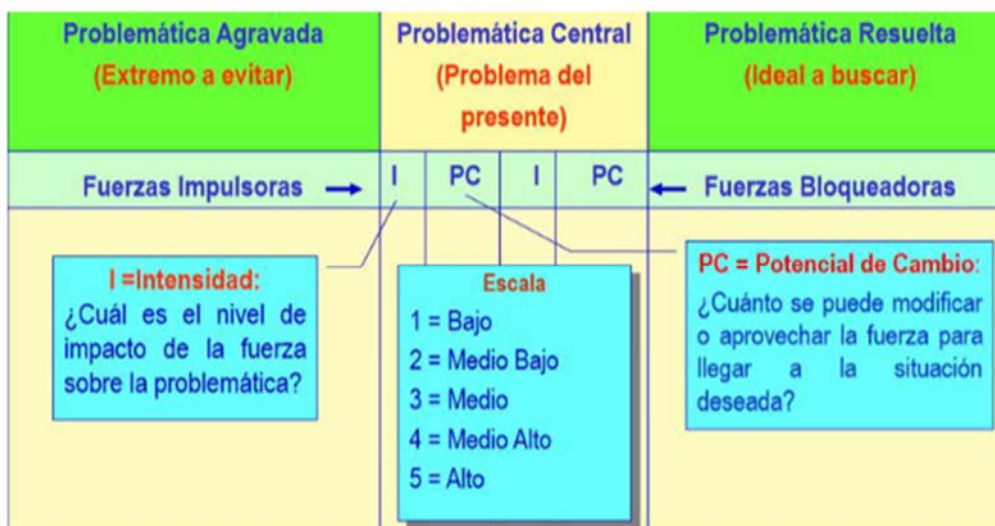 Problemática Agravada
(Extremo a evitar)
Problemática Central
(Problema del
presente)
Problemática Resuelta
(Ideal a buscar)
Fuerzas Impulsoras
I
PC
I
PC
Fuerzas Bloqueadoras
I =Intensidad:
¿Cuál es el nivel de
impacto de la fuerza
sobre la problemática?
Escala
1 = Bajo
2 = Medio Bajo
3 = Medio
4 = Medio Alto
5 = Alto
PC = Potencial de Cambio:
¿Cuánto se puede modificar
o aprovechar la fuerza para
llegar a la situación
deseada?